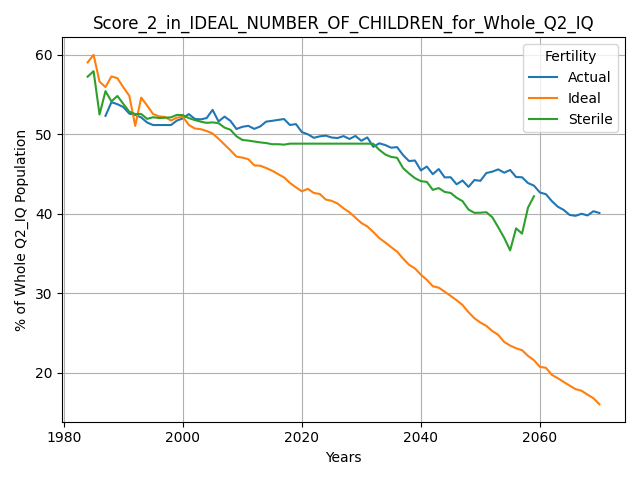 Score_2_in_IDEAL_NUMBER_OF_CHILDREN_for_Whole_Q2_IQ
Fertility
Actual
Ideal
Sterile
% of Whole Q2_IQ Population
60
50
40
30
20
1980
2000
2020
2040
2060
Years